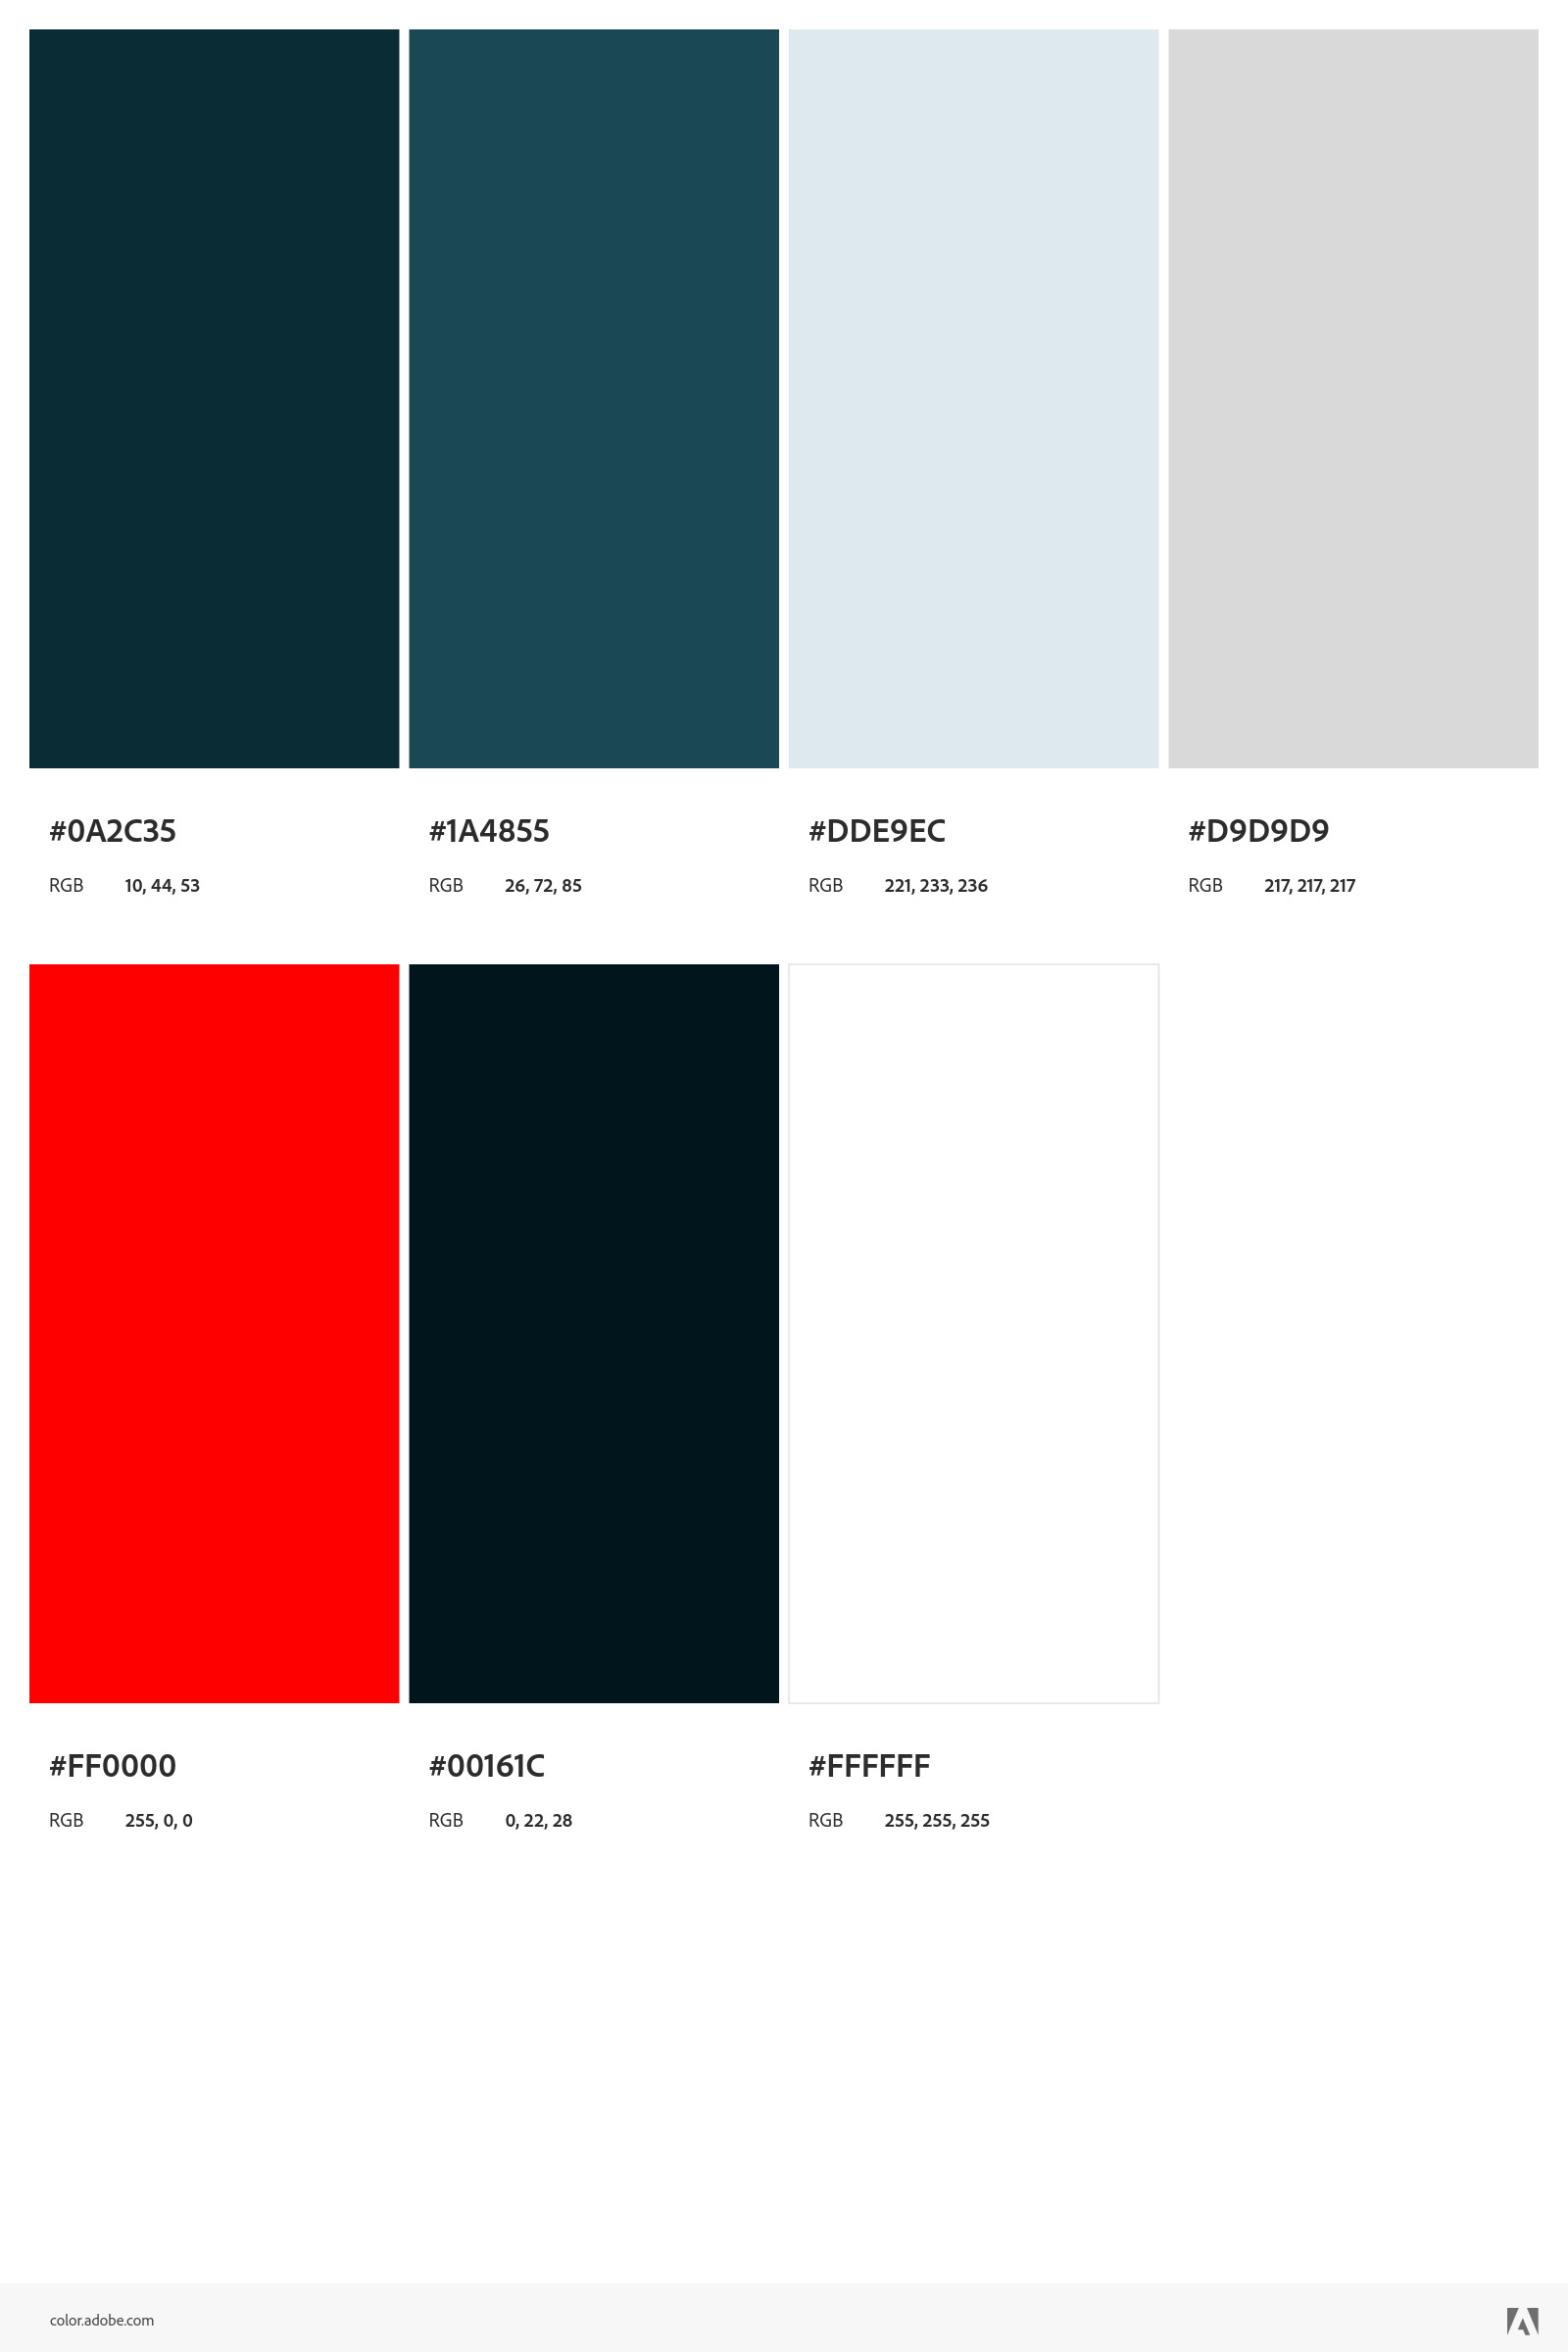 #0A2C35 #1A4855 #DDE9EC #D9D9D9
RGB 10, 44, 53 RGB 26, 72, 85 RGB 221, 233, 236 RGB 217, 217, 217
#FF0000 #00161C #FFFFFF
RGB 255, 0, 0 RGB 0, 22, 28 RGB 255, 255, 255
color.adobe.com